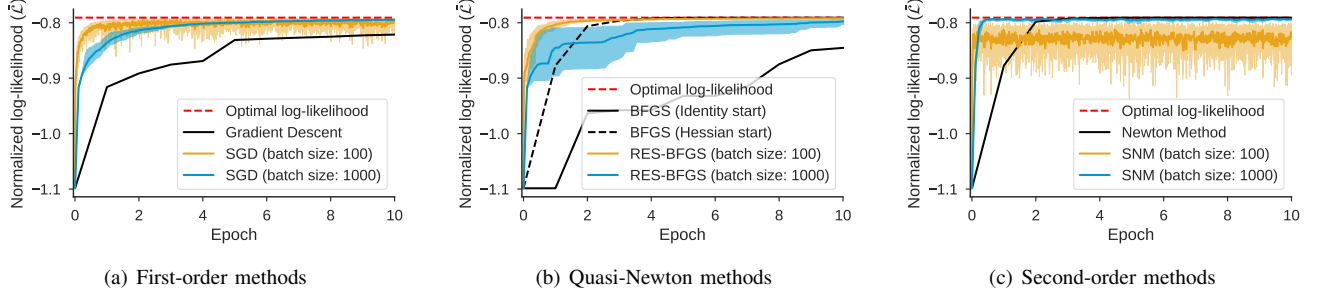 Normalized log-likelihood (ℒ̄)
−0.8
−0.9
−1.0
−1.1
0 2 4 6 8 10
Epoch
Optimal log-likelihood
Gradient Descent
SGD (batch size: 100)
SGD (batch size: 1000)
(a) First-order methods
Normalized log-likelihood (ℒ̄)
−0.8
−0.9
−1.0
−1.1
0 2 4 6 8 10
Epoch
Optimal log-likelihood
BFGS (Identity start)
BFGS (Hessian start)
RES-BFGS (batch size: 100)
RES-BFGS (batch size: 1000)
(b) Quasi-Newton methods
Normalized log-likelihood (ℒ̄)
−0.8
−0.9
−1.0
−1.1
0 2 4 6 8 10
Epoch
Optimal log-likelihood
Newton Method
SNM (batch size: 100)
SNM (batch size: 1000)
(c) Second-order methods